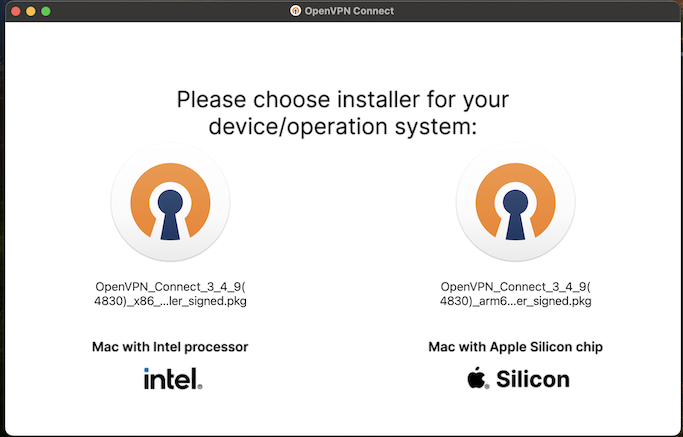 OpenVPN Connect
Please choose installer for your
device/operation system:
OpenVPN_Connect_3_4_9(
4830)_x86_...ler_signed.pkg
OpenVPN_Connect_3_4_9(
4830)_arm6...er_signed.pkg
Mac with Intel processor
Mac with Apple Silicon chip
intel®
® Silicon